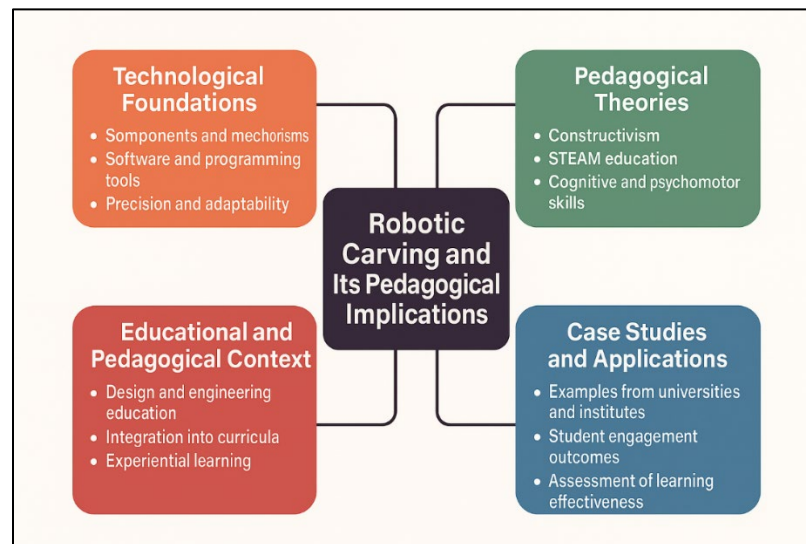 Technological
Foundations
• Somponents and mechorisms
• Software and programming
tools
• Precision and adaptability
Pedagogical
Theories
• Constructivism
• STEAM education
• Cognitive and psychomotor
skills
Robotic
Carving and
Its Pedagogical
Implications
Educational and
Pedagogical Context
• Design and engineering
education
• Integration into curricula
• Experiential learning
Case Studies
and Applications
• Examples from universities
and institutes
• Student engagement
outcomes
• Assessment of learning
effectiveness